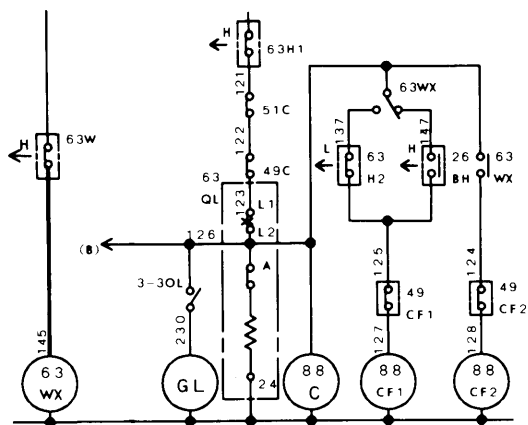 H
63H1
121
51C
63WX
H
63W
122
137
147
L
63
H2
H
26
BH
63
WX
49C
63
QL
123
L1
L2
(B)
126
A
3-30L
125
49
CF1
124
49
CF2
145
230
24
127
128
63
WX
GL
88
C
88
CF1
88
CF2